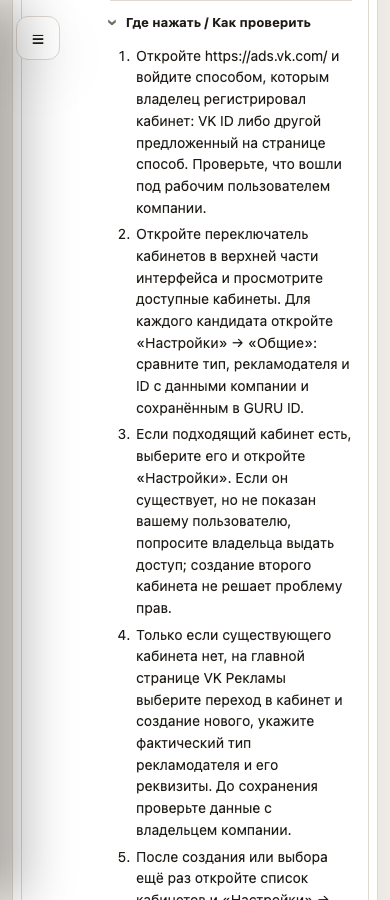 Где нажать / Как проверить
1. Откройте https://ads.vk.com/ и
войдите способом, которым
владелец регистрировал
кабинет: VK ID либо другой
предложенный на странице
способ. Проверьте, что вошли
под рабочим пользователем
компании.
2. Откройте переключатель
кабинетов в верхней части
интерфейса и просмотрите
доступные кабинеты. Для
каждого кандидата откройте
«Настройки» → «Общие»:
сравните тип, рекламодателя и
ID с данными компании и
сохранённым в GURU ID.
3. Если подходящий кабинет есть,
выберите его и откройте
«Настройки». Если он
существует, но не показан
вашему пользователю,
попросите владельца выдать
доступ; создание второго
кабинета не решает проблему
прав.
4. Только если существующего
кабинета нет, на главной
странице VK Рекламы
выберите переход в кабинет и
создание нового, укажите
фактический тип
рекламодателя и его
реквизиты. До сохранения
проверьте данные с
владельцем компании.
5. После создания или выбора
ещё раз откройте список
кабинетов и «Настройки» →